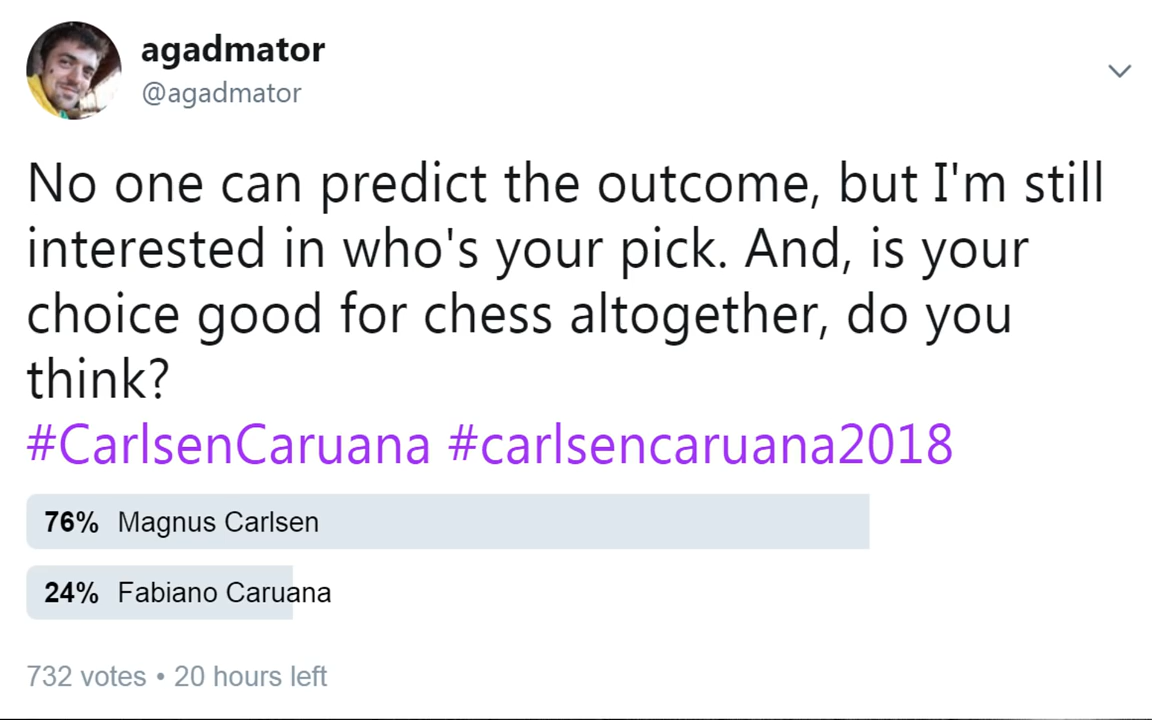 agadmator
@agadmator
No one can predict the outcome, but I'm still
interested in who's your pick. And, is your
choice good for chess altogether, do you
think?
#CarlsenCaruana #carlsencaruana2018
76% Magnus Carlsen
24% Fabiano Caruana
732 votes • 20 hours left